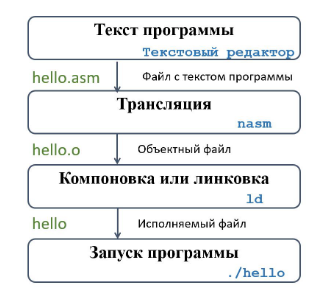 Текст программы
Текстовый редактор
hello.asm
Файл с текстом программы
Трансляция
nasm
hello.o
Объектный файл
Компоновка или линковка
ld
hello
Исполняемый файл
Запуск программы
./hello